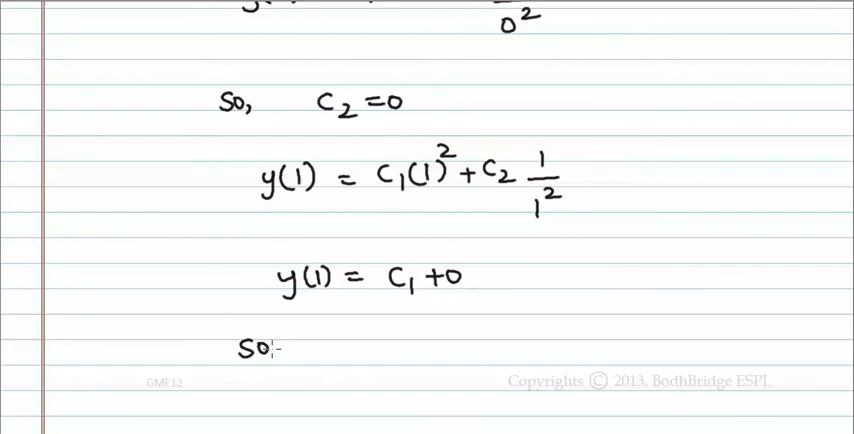 0²
So, C₂ = 0
y(1) = C₁(1)² + C₂ 1/1²
y(1) = C₁ + 0
So
GME12
Copyrights © 2013, BodhBridge ESPL